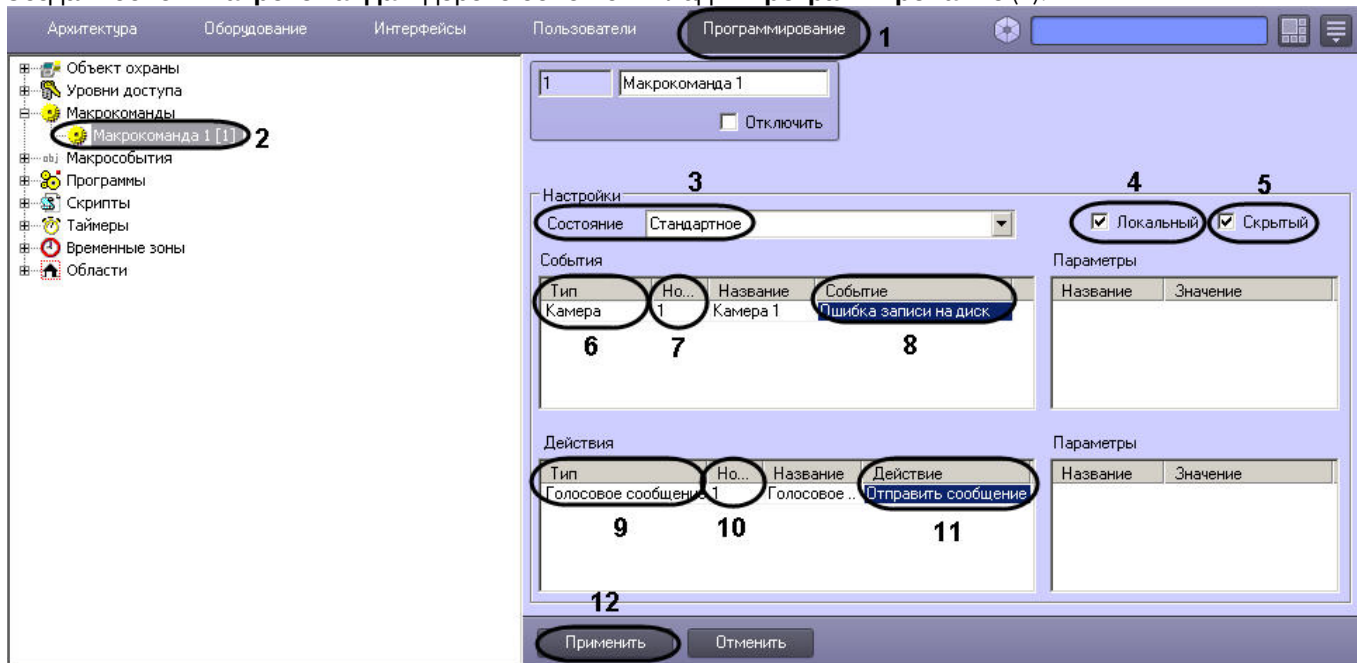 Архитектура Оборудование Интерфейсы Пользователи Программирование 1
Объект охраны
Уровни доступа
Макрокоманды
Макрокоманда 1 [1] 2
Макрособытия
Программы
Скрипты
Таймеры
Временные зоны
Области
1 Макрокоманда 1
Отключить
Настройки 3 4 5
Состояние Стандартное Локальный Скрытый
События Параметры
Тип Но... Название Событие Название Значение
Камера 1 Камера 1 Ошибка записи на диск
6 7 8
Действия Параметры
Тип Но... Название Действие Название Значение
Голосовое сообщение 1 Голосовое .. Отправить сообщение
9 10 11
12
Применить Отменить